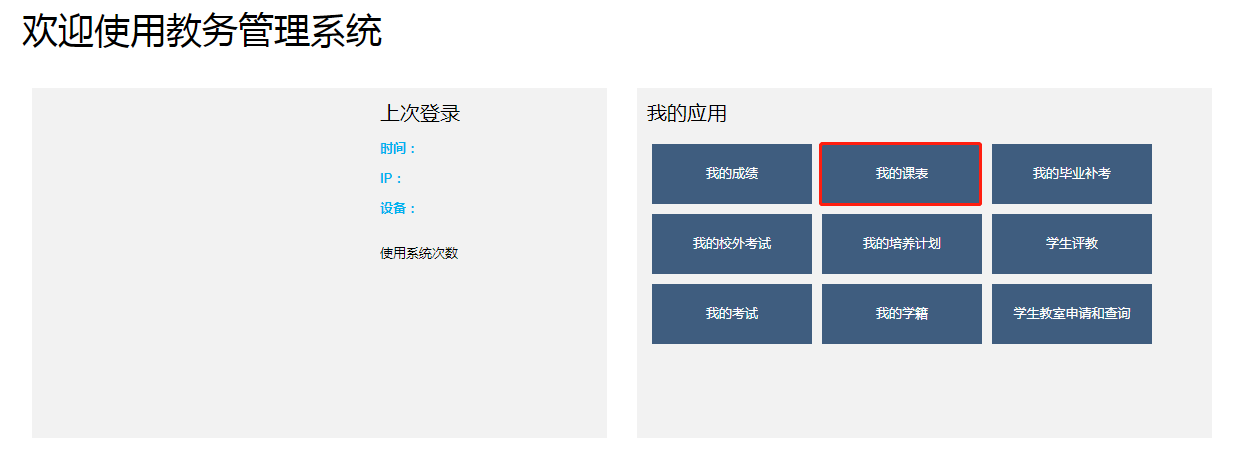 欢迎使用教务管理系统
上次登录
时间：
IP：
设备：
使用系统次数
我的应用
我的成绩
我的课表
我的毕业补考
我的校外考试
我的培养计划
学生评教
我的考试
我的学籍
学生教室申请和查询